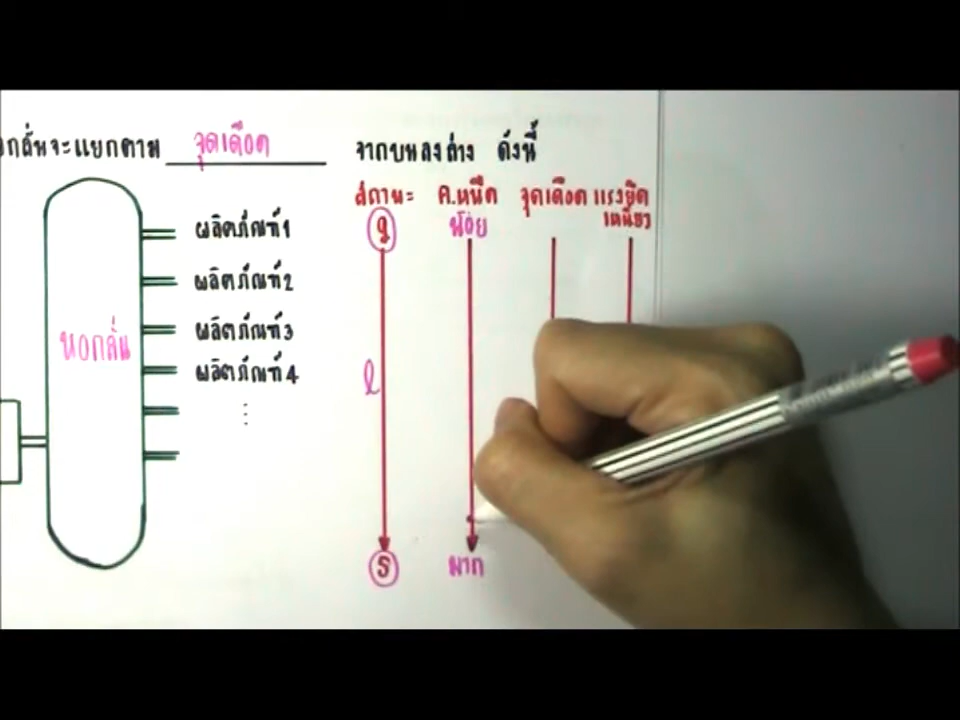 กลั่นจะแยกตาม จุดเดือด จากบนลงล่าง ดังนี้
สถานะ ค.หนืด จุดเดือด แรงยึด
เหนี่ยว
g น้อย
ผลิตภัณฑ์1
ผลิตภัณฑ์2
ผลิตภัณฑ์3
หอกลั่น
ผลิตภัณฑ์4
l
⋮
s มาก